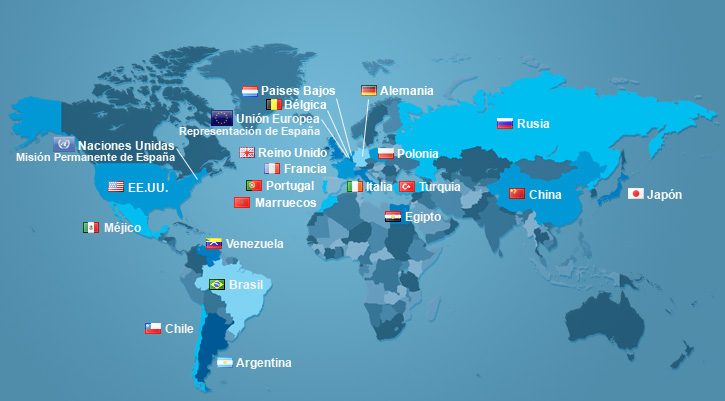 Paises Bajos
Alemania
Bélgica
Unión Europea
Representación de España
Rusia
Naciones Unidas
Misión Permanente de España
Reino Unido
Polonia
Francia
EE.UU.
Portugal
Italia
Turquia
China
Japón
Marruecos
Egipto
Méjico
Venezuela
Brasil
Chile
Argentina